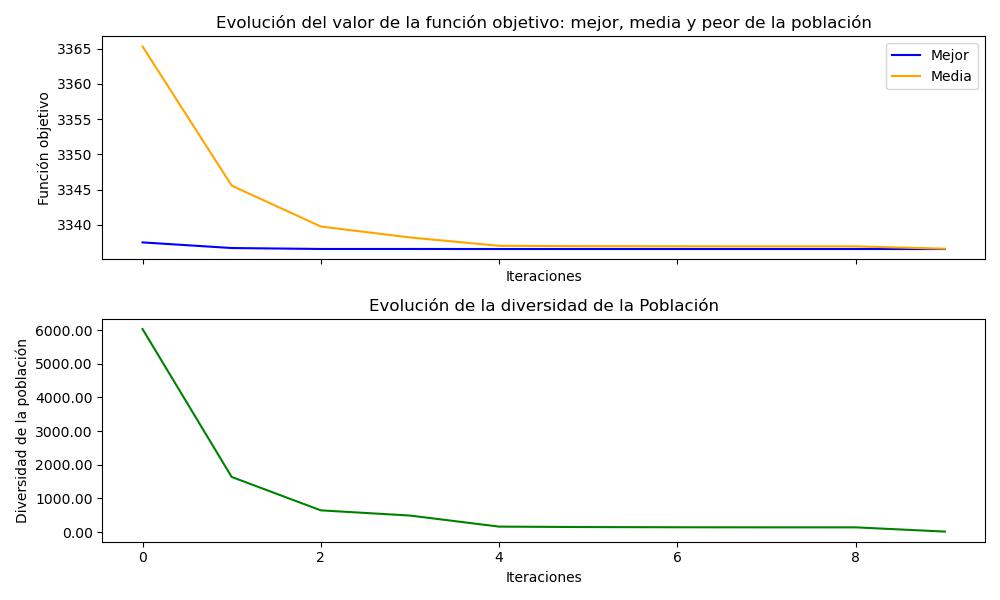 Evolución del valor de la función objetivo: mejor, media y peor de la población
Función objetivo
3365
3360
3355
3350
3345
3340
Mejor
Media
Iteraciones
Evolución de la diversidad de la Población
Diversidad de la población
6000.00
5000.00
4000.00
3000.00
2000.00
1000.00
0.00
0 2 4 6 8
Iteraciones